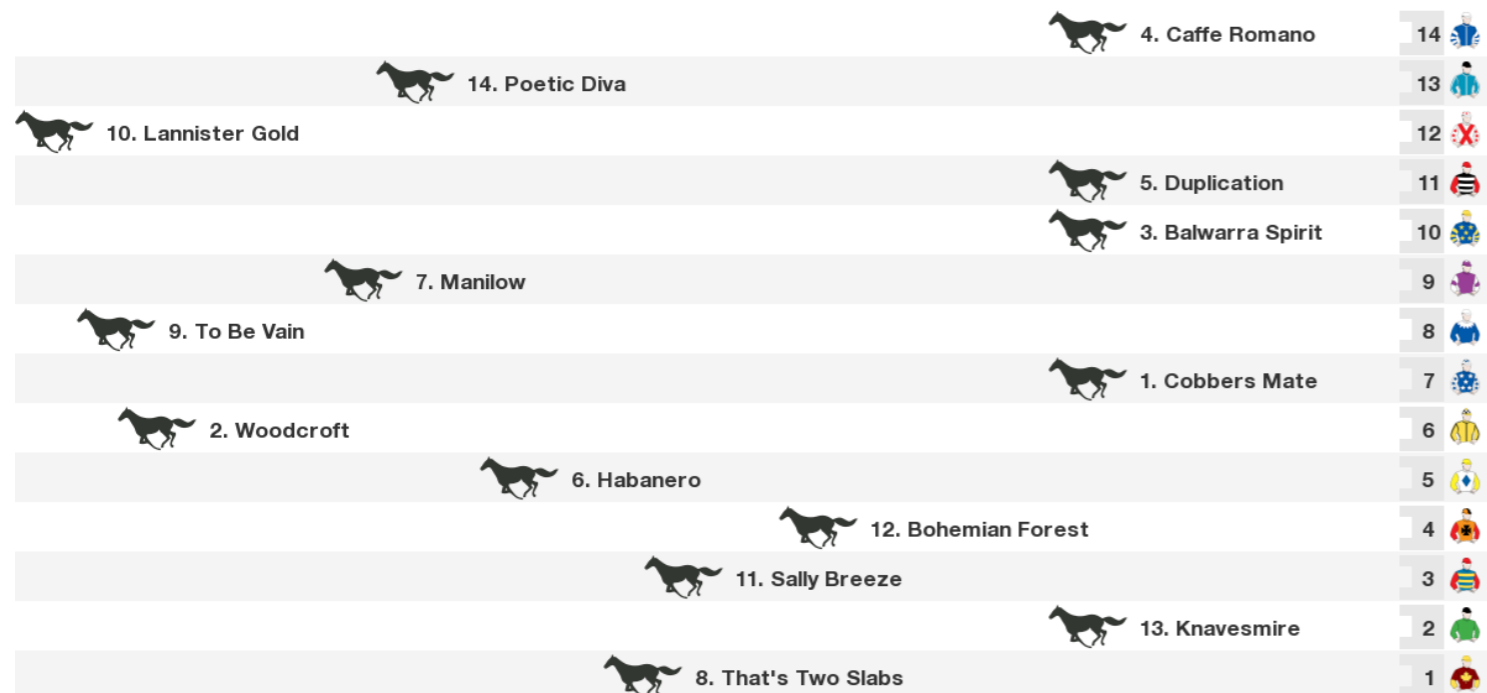 4. Caffe Romano 14
14. Poetic Diva 13
10. Lannister Gold 12
5. Duplication 11
3. Balwarra Spirit 10
7. Manilow 9
9. To Be Vain 8
1. Cobbers Mate 7
2. Woodcroft 6
6. Habanero 5
12. Bohemian Forest 4
11. Sally Breeze 3
13. Knavesmire 2
8. That's Two Slabs 1